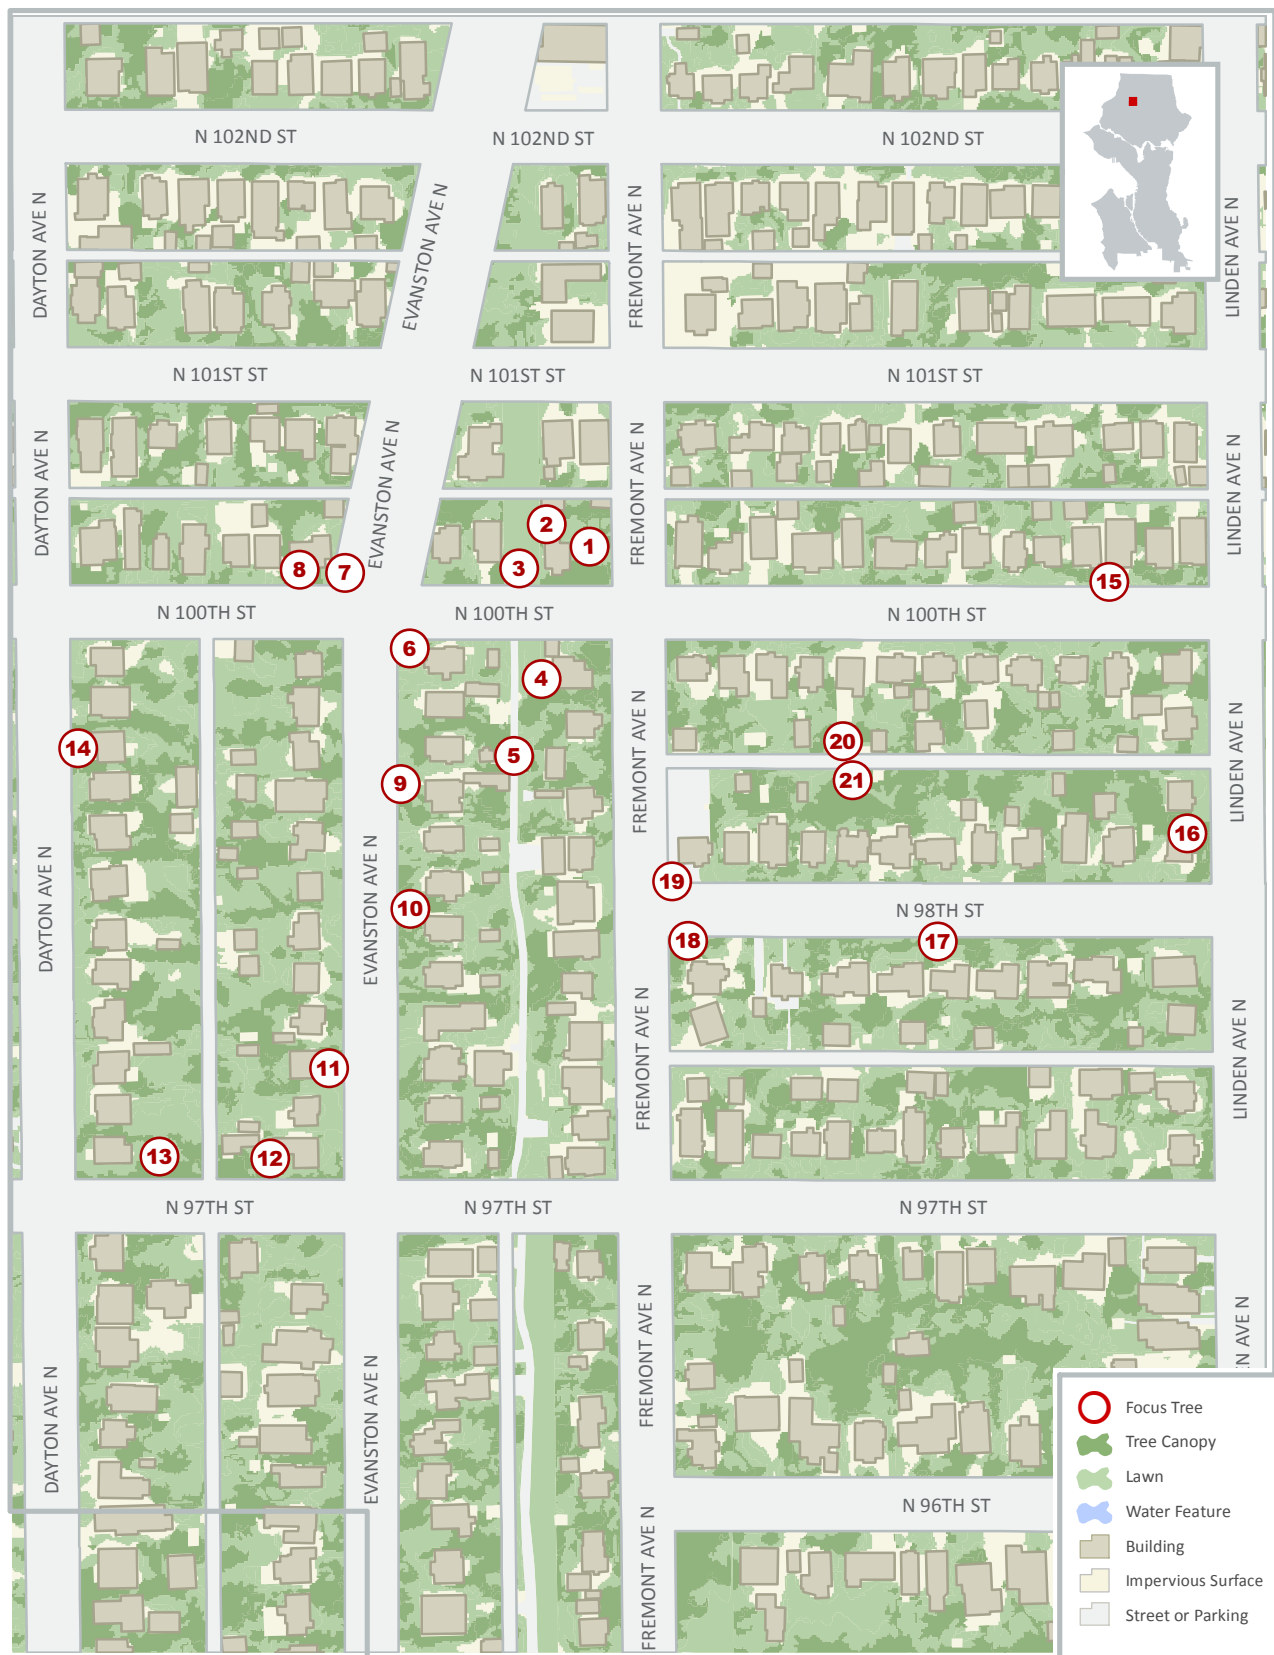 N 102ND ST
N 102ND ST
N 102ND ST
DAYTON AVE N
EVANSTON AVE N
FREMONT AVE N
LINDEN AVE N
N 101ST ST
N 101ST ST
N 101ST ST
DAYTON AVE N
EVANSTON AVE N
FREMONT AVE N
LINDEN AVE N
2
1
3
8
7
15
N 100TH ST
N 100TH ST
N 100TH ST
6
4
14
5
9
20
21
FREMONT AVE N
LINDEN AVE N
16
19
DAYTON AVE N
EVANSTON AVE N
10
N 98TH ST
18
17
FREMONT AVE N
LINDEN AVE N
11
13
12
N 97TH ST
N 97TH ST
N 97TH ST
DAYTON AVE N
EVANSTON AVE N
FREMONT AVE N
EN AVE N
N 96TH ST
FREMONT AVE N
Focus Tree
Tree Canopy
Lawn
Water Feature
Building
Impervious Surface
Street or Parking